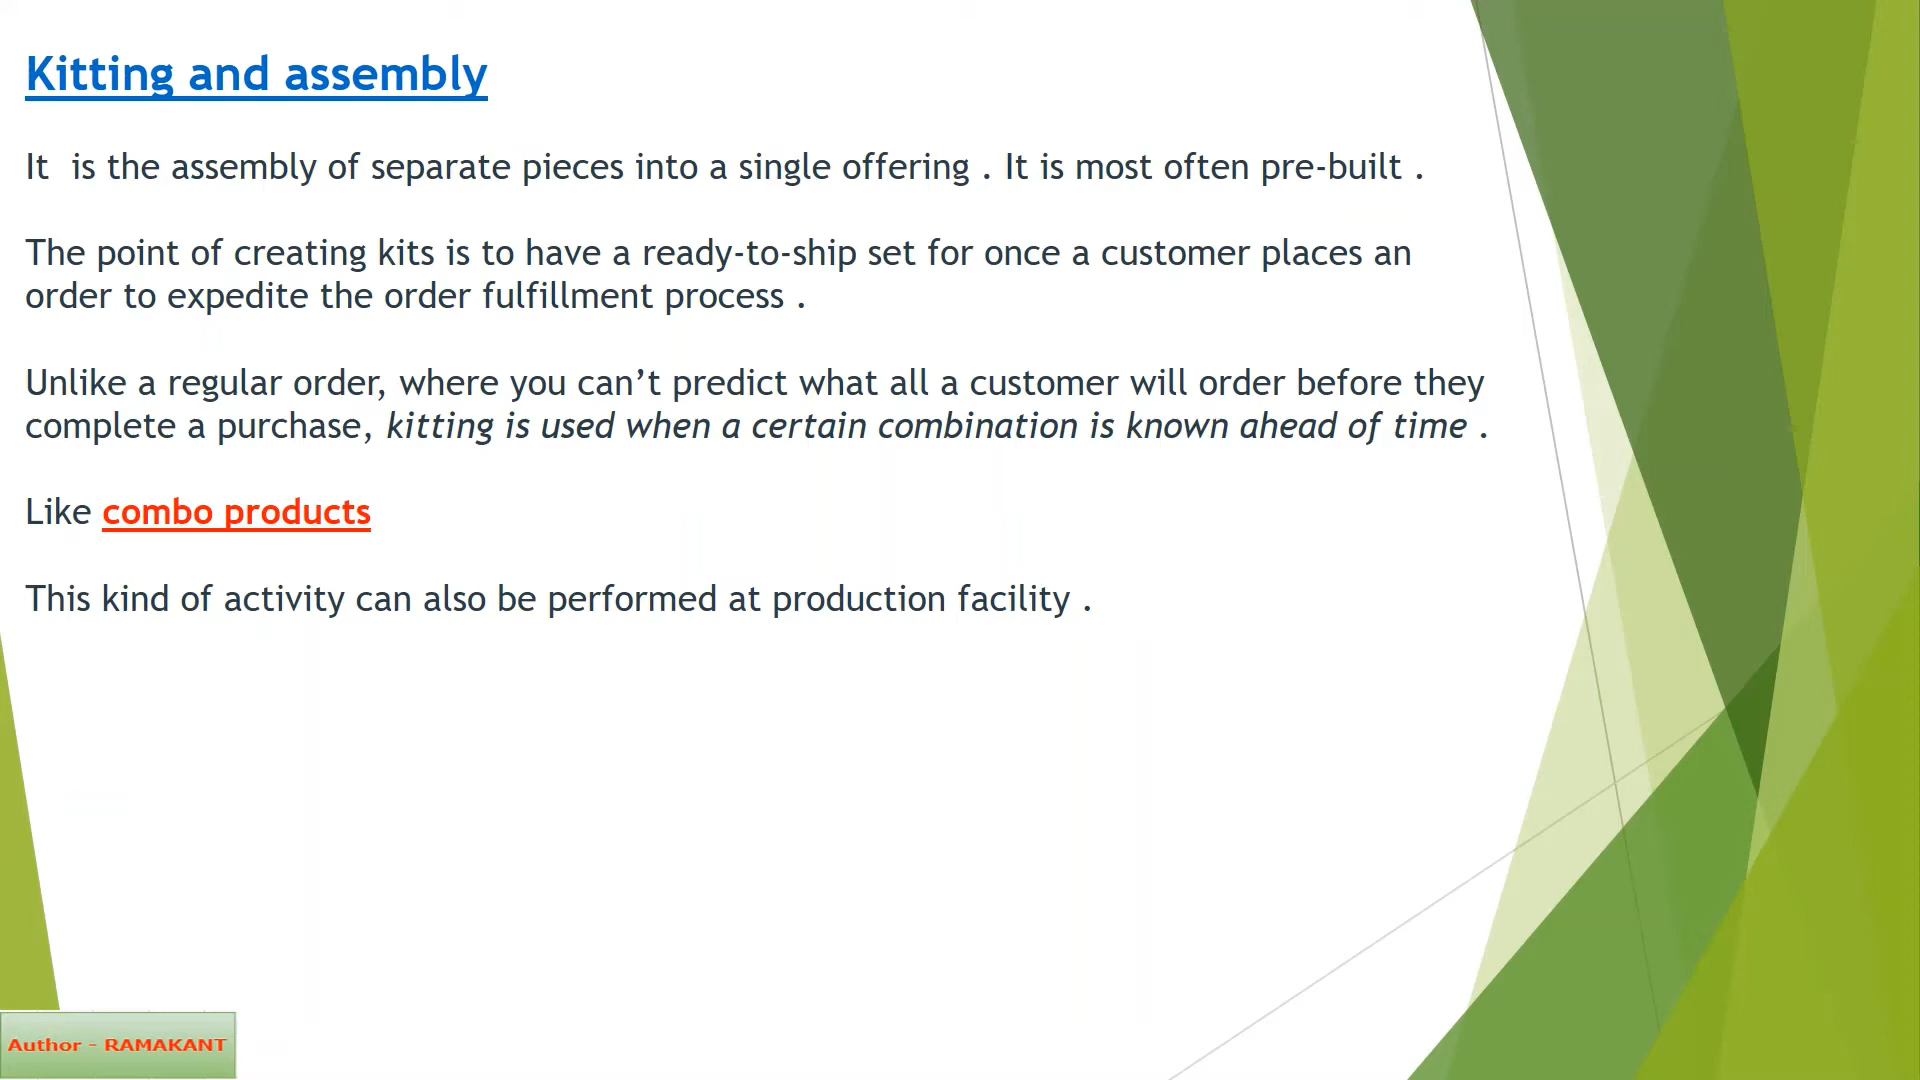 Kitting and assembly
It  is the assembly of separate pieces into a single offering . It is most often pre-built .
The point of creating kits is to have a ready-to-ship set for once a customer places an
order to expedite the order fulfillment process .
Unlike a regular order, where you can’t predict what all a customer will order before they
complete a purchase, kitting is used when a certain combination is known ahead of time .
Like combo products
This kind of activity can also be performed at production facility .
Author - RAMAKANT